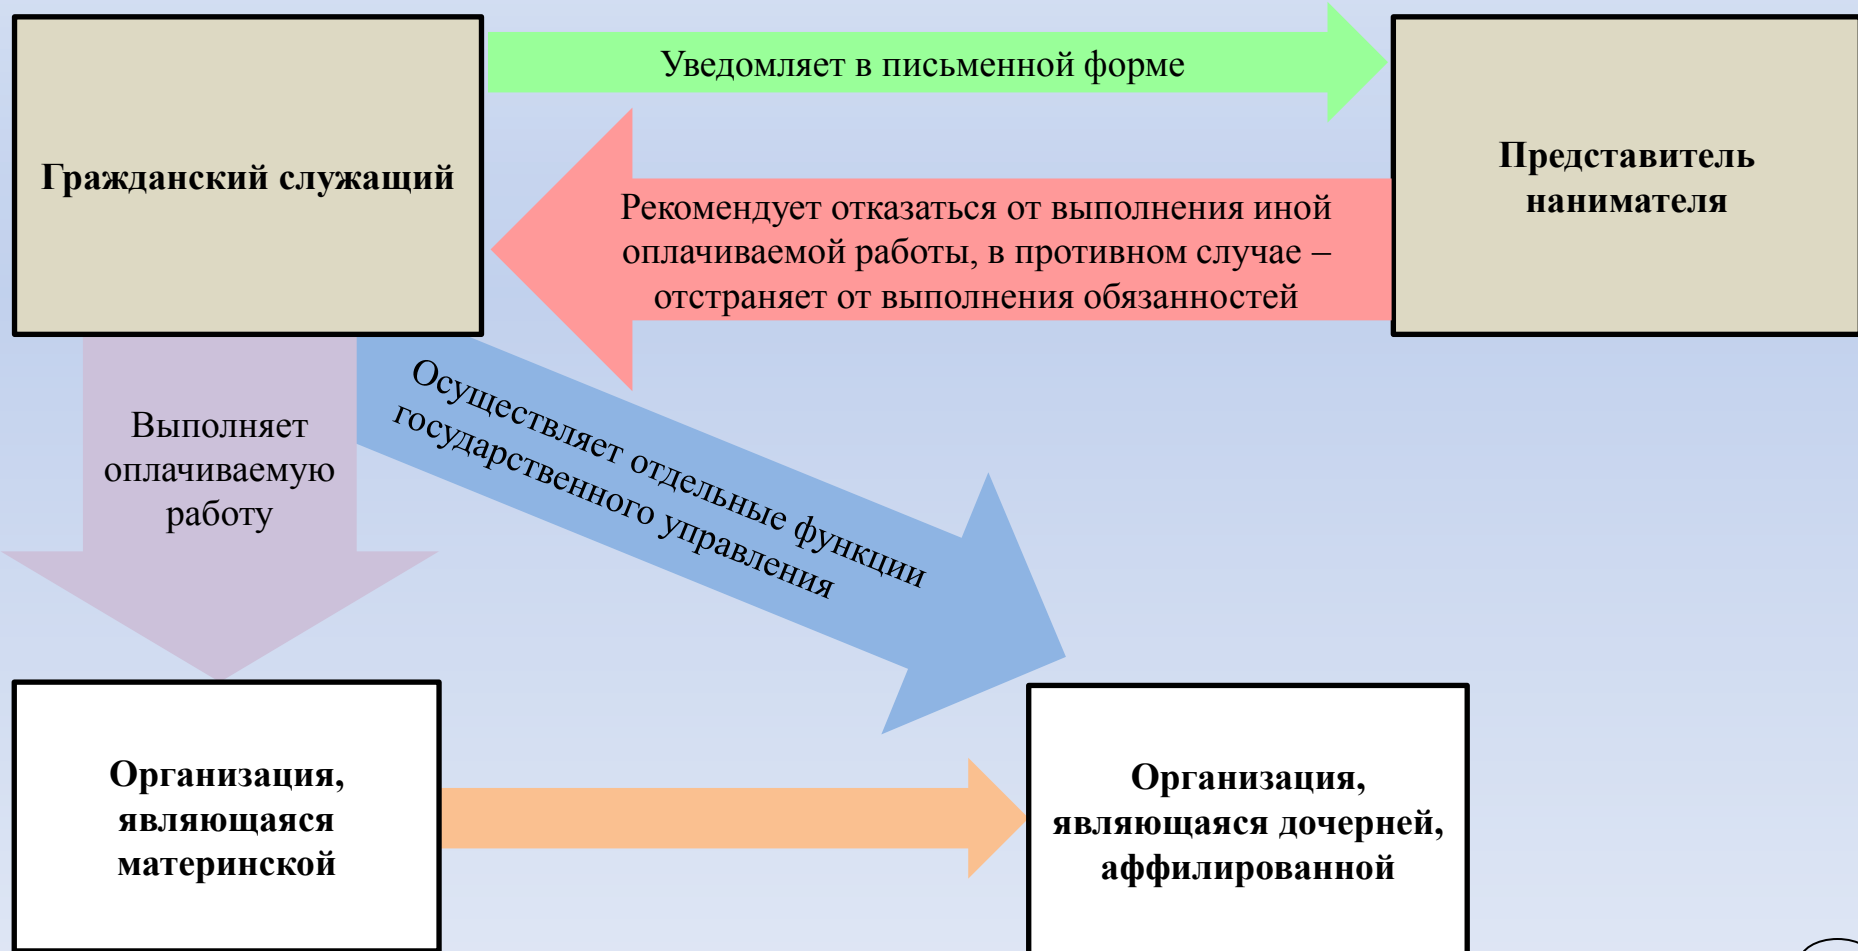 Уведомляет в письменной форме
Гражданский служащий
Представитель
нанимателя
Рекомендует отказаться от выполнения иной
оплачиваемой работы, в противном случае –
отстраняет от выполнения обязанностей
Выполняет
оплачиваемую
работу
Осуществляет отдельные функции
государственного управления
Организация,
являющаяся
материнской
Организация,
являющаяся дочерней,
аффилированной